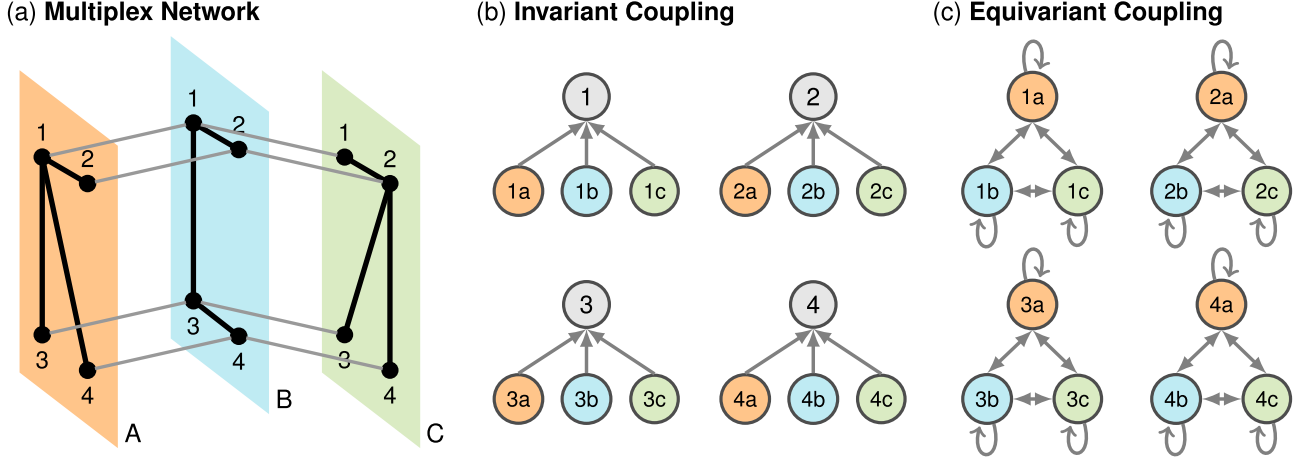 (a) Multiplex Network
1
2
3
4
A
1
2
3
4
B
1
2
3
4
C
(b) Invariant Coupling
1
1a 1b 1c
2
2a 2b 2c
3
3a 3b 3c
4
4a 4b 4c
(c) Equivariant Coupling
1a
1b 1c
2a
2b 2c
3a
3b 3c
4a
4b 4c